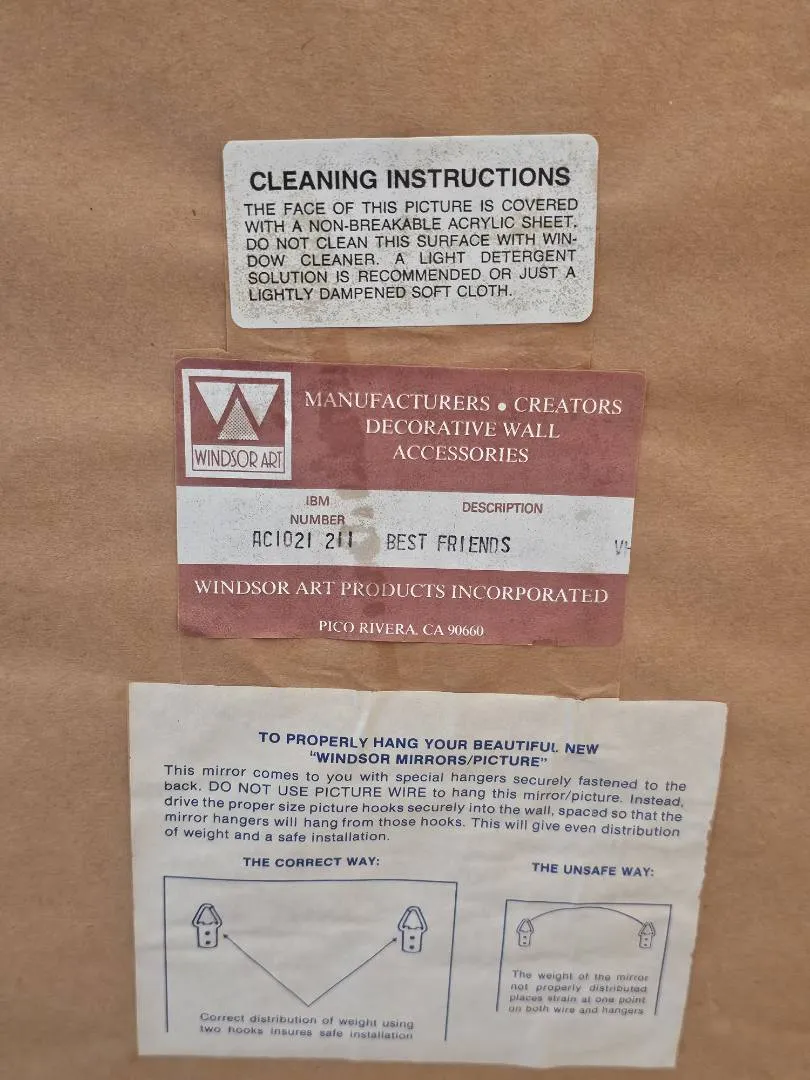 CLEANING INSTRUCTIONS
THE FACE OF THIS PICTURE IS COVERED
WITH A NON-BREAKABLE ACRYLIC SHEET.
DO NOT CLEAN THIS SURFACE WITH WIN-
DOW CLEANER. A LIGHT DETERGENT
SOLUTION IS RECOMMENDED OR JUST A
LIGHTLY DAMPENED SOFT CLOTH.
WINDSOR ART
MANUFACTURERS • CREATORS
DECORATIVE WALL
ACCESSORIES
IBM
NUMBER
DESCRIPTION
AC1021 211 BEST FRIENDS
WINDSOR ART PRODUCTS INCORPORATED
PICO RIVERA, CA 90660
TO PROPERLY HANG YOUR BEAUTIFUL NEW
"WINDSOR MIRRORS/PICTURE"
This mirror comes to you with special hangers securely fastened to the
back. DO NOT USE PICTURE WIRE to hang this mirror/picture. Instead,
drive the proper size picture hooks securely into the wall, spaced so that the
mirror hangers will hang from those hooks. This will give even distribution
of weight and a safe installation.
THE CORRECT WAY:
Correct distribution of weight using
two hooks insures safe installation
THE UNSAFE WAY:
The weight of the mirror
not properly distributed
places strain at one point
on both wire and hangers